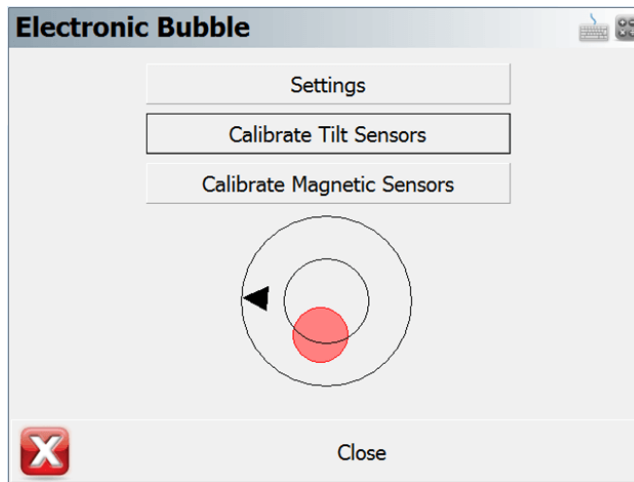 Electronic Bubble
Settings
Calibrate Tilt Sensors
Calibrate Magnetic Sensors
Close